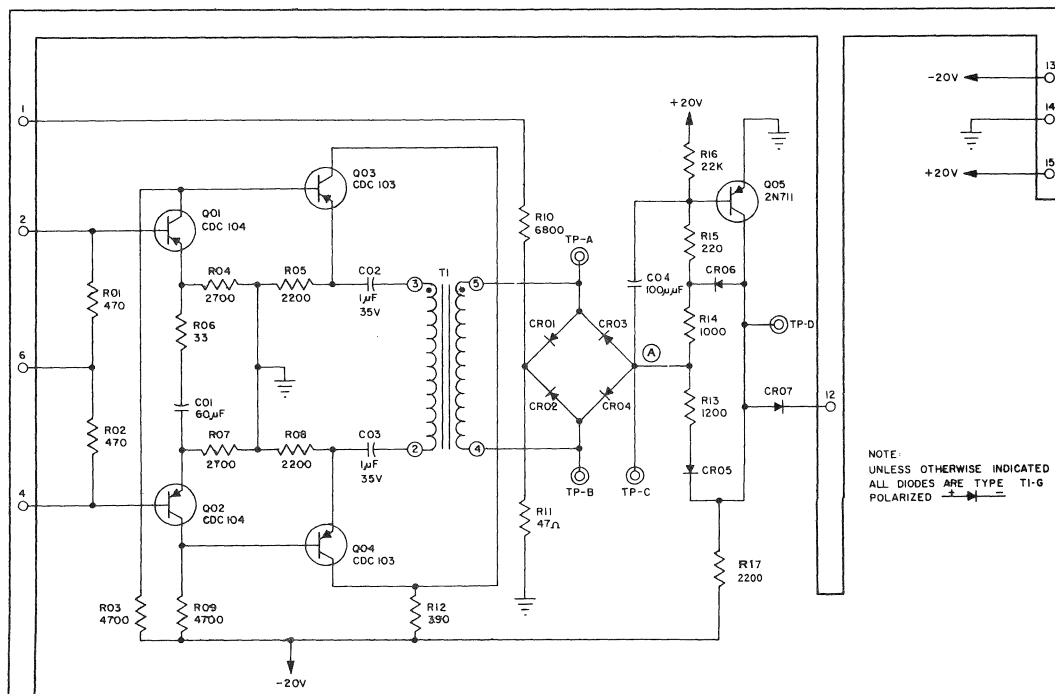 1
2
6
4
R01
470
R02
470
Q01
CDC 104
R04
2700
R06
33
C01
60µF
R07
2700
Q02
CDC 104
R03
4700
R09
4700
-20V
Q03
CDC 103
R05
2200
C02
1µF
35V
R08
2200
C03
1µF
35V
Q04
CDC 103
R12
390
3
T1
5
2
4
R10
6800
R11
47Ω
TP-A
CR01
CR03
CR02
CR04
TP-B
TP-C
A
+20V
R16
22K
Q05
2N711
R15
220
C04
100µµF
CR06
R14
1000
TP-D
R13
1200
CR07
12
CR05
R17
2200
-20V
13
14
+20V
15
NOTE:
UNLESS OTHERWISE INDICATED
ALL DIODES ARE TYPE TI-G
POLARIZED + -